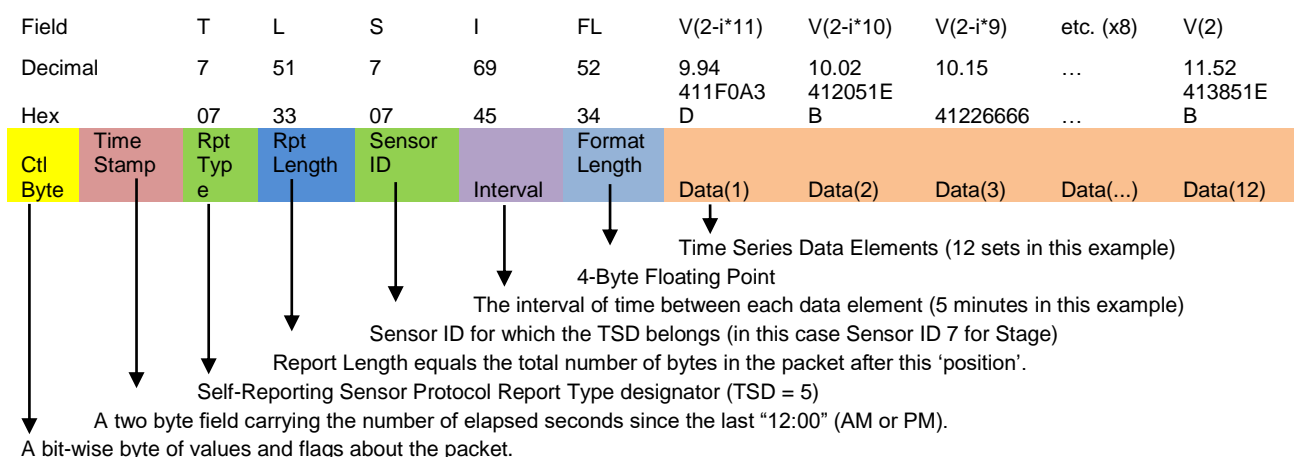 Field T L S I FL V(2-i*11) V(2-i*10) V(2-i*9) etc. (x8) V(2)
Decimal 7 51 7 69 52 9.94 10.02 10.15 … 11.52
411F0A3 412051E 413851E
Hex 07 33 07 45 34 D B 41226666 … B
Time Rpt Rpt Sensor Format
Ctl Stamp Typ Length ID Length
Byte e Interval Data(1) Data(2) Data(3) Data(...) Data(12)
Time Series Data Elements (12 sets in this example)
4-Byte Floating Point
The interval of time between each data element (5 minutes in this example)
Sensor ID for which the TSD belongs (in this case Sensor ID 7 for Stage)
Report Length equals the total number of bytes in the packet after this ‘position’.
Self-Reporting Sensor Protocol Report Type designator (TSD = 5)
A two byte field carrying the number of elapsed seconds since the last “12:00” (AM or PM).
A bit-wise byte of values and flags about the packet.